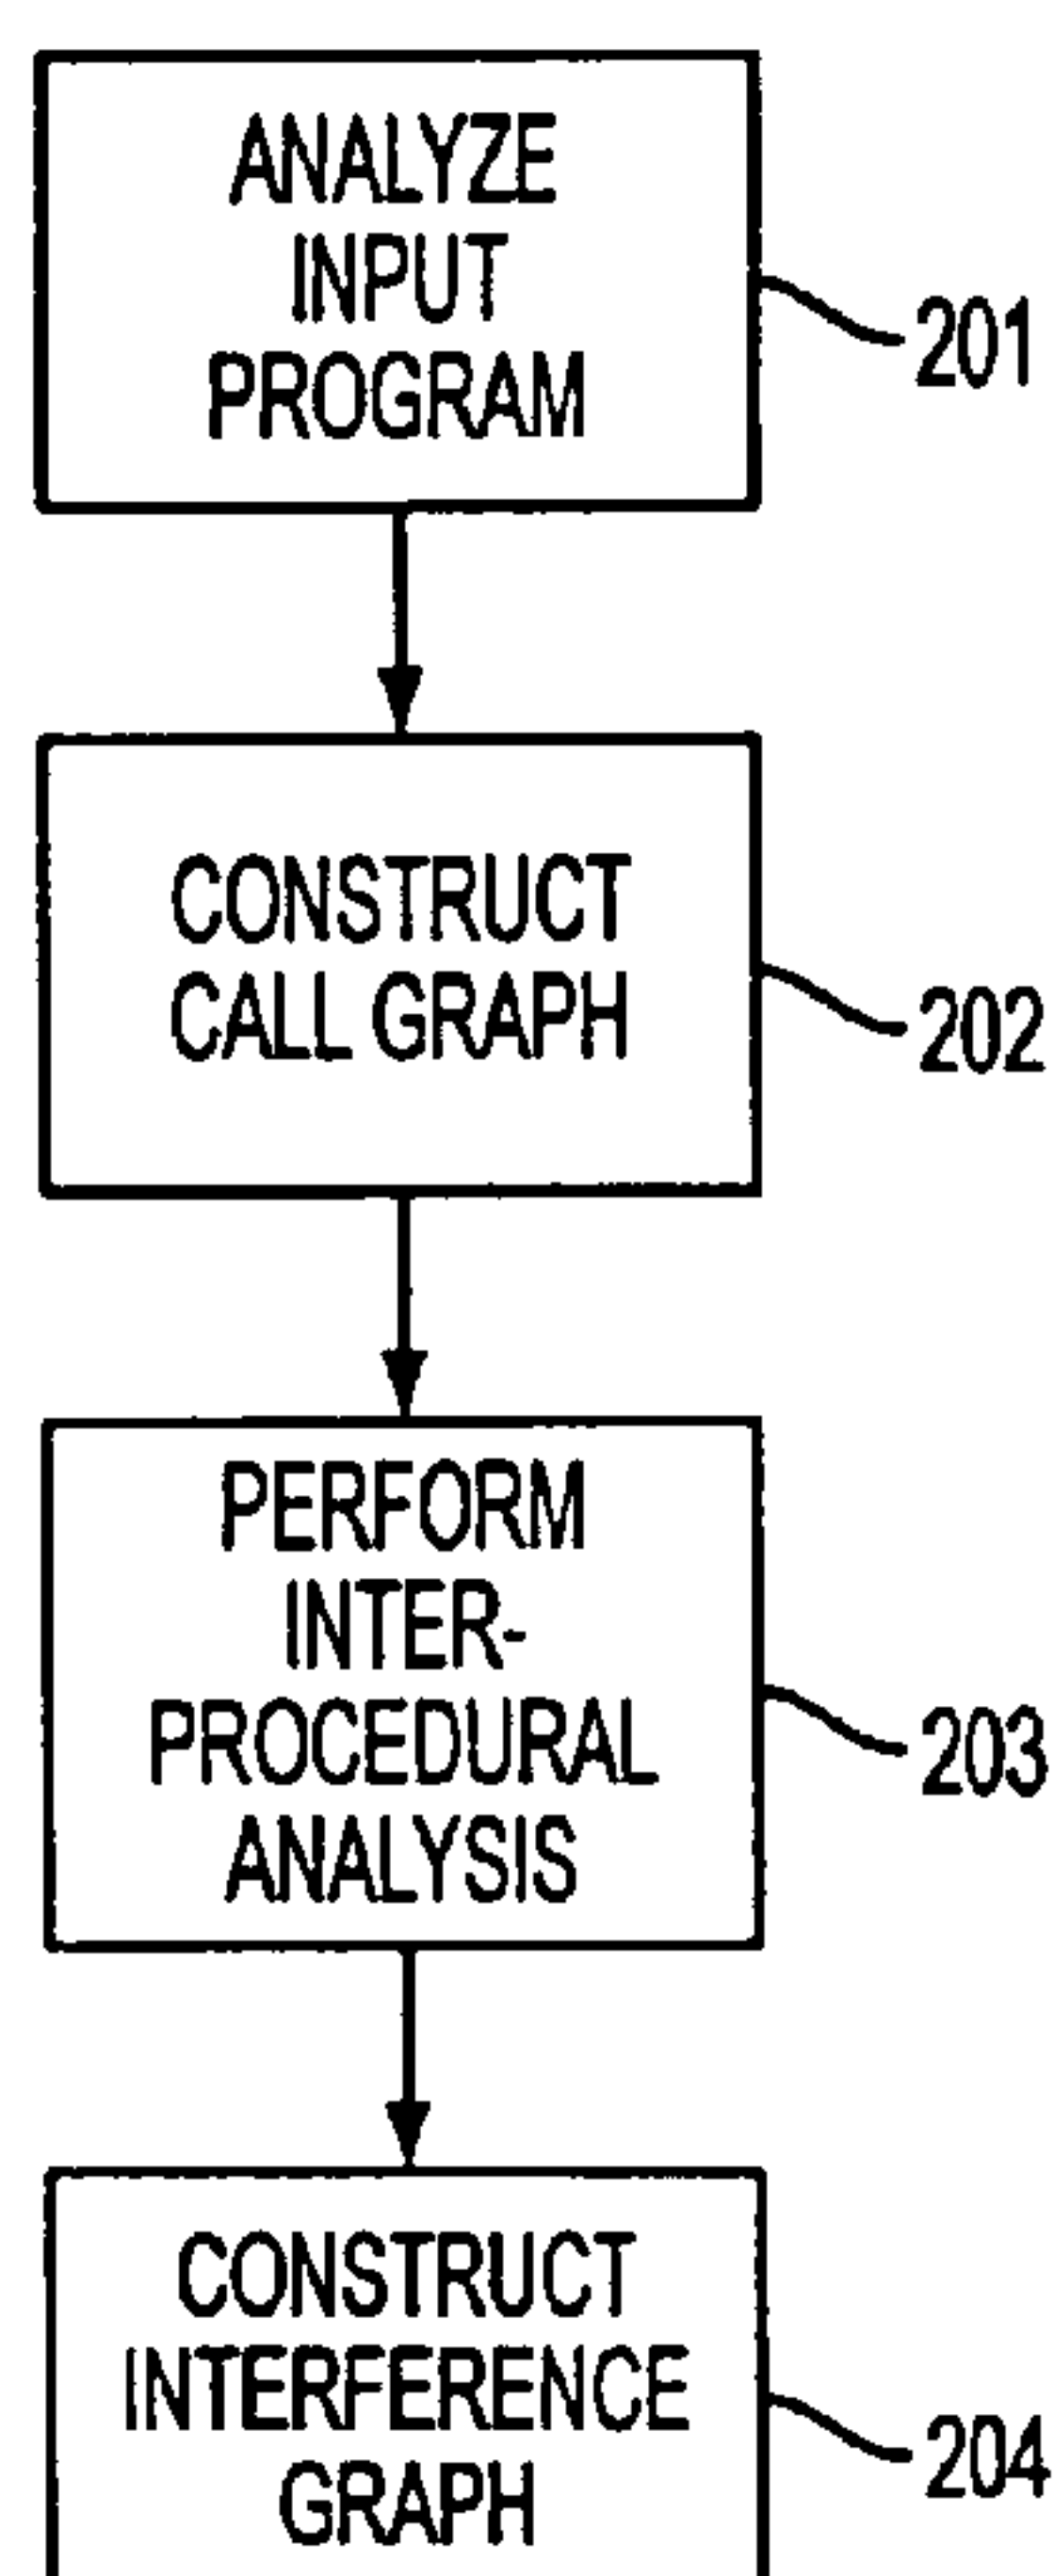 ANALYZE
INPUT
PROGRAM
201
CONSTRUCT
CALL GRAPH
202
PERFORM
INTER-
PROCEDURAL
ANALYSIS
203
CONSTRUCT
INTERFERENCE
GRAPH
204